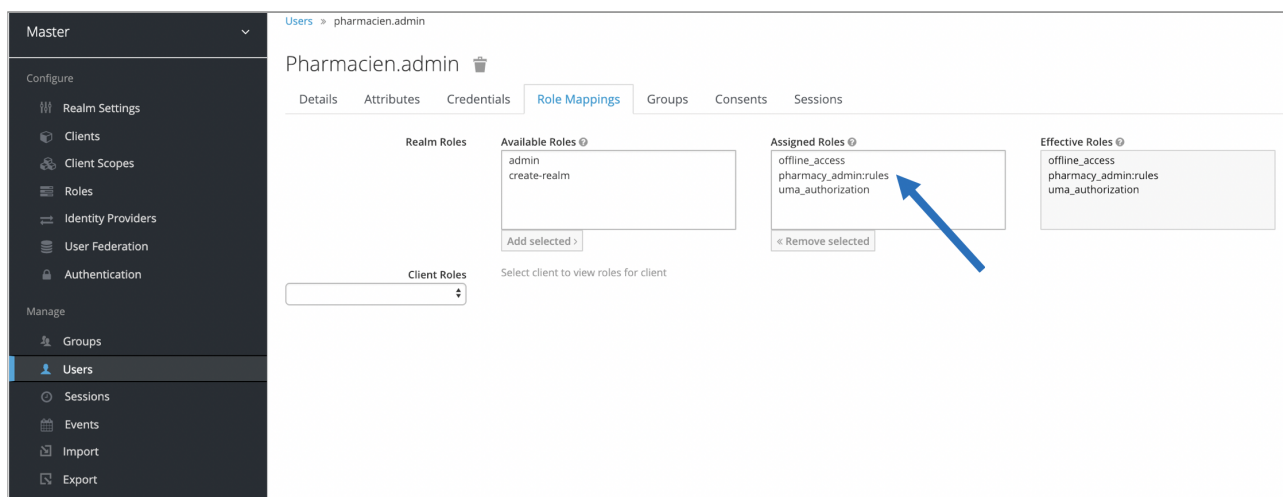 Master
Configure
Realm Settings
Clients
Client Scopes
Roles
Identity Providers
User Federation
Authentication
Manage
Groups
Users
Sessions
Events
Import
Export
Users » pharmacien.admin
Pharmacien.admin
Details Attributes Credentials Role Mappings Groups Consents Sessions
Realm Roles
Available Roles
admin
create-realm
Add selected ›
Assigned Roles
offline_access
pharmacy_admin:rules
uma_authorization
« Remove selected
Effective Roles
offline_access
pharmacy_admin:rules
uma_authorization
Client Roles
Select client to view roles for client